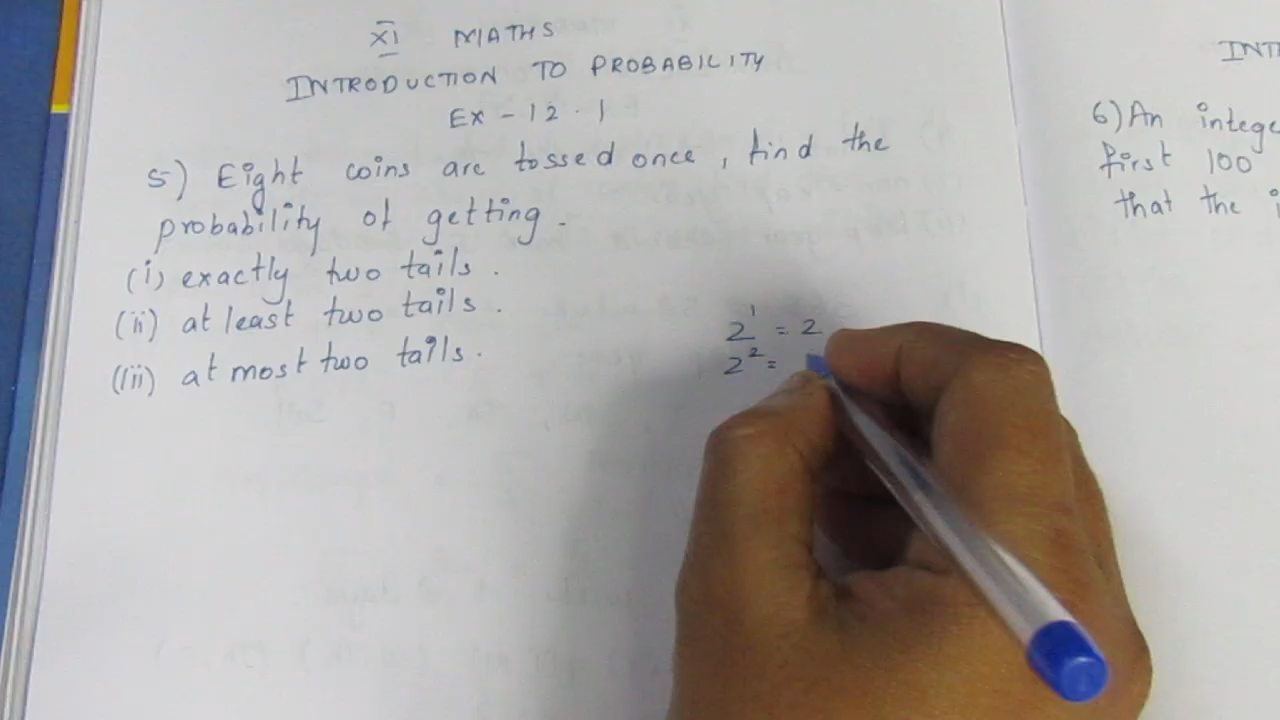 XI MATHS
INTRODUCTION TO PROBABILITY
EX - 12.1
5) Eight coins are tossed once, find the
probability of getting.
(i) exactly two tails.
(ii) at least two tails.
(iii) at most two tails.
2¹ = 2
2² =
INT
6) An intege
first 100
that the i